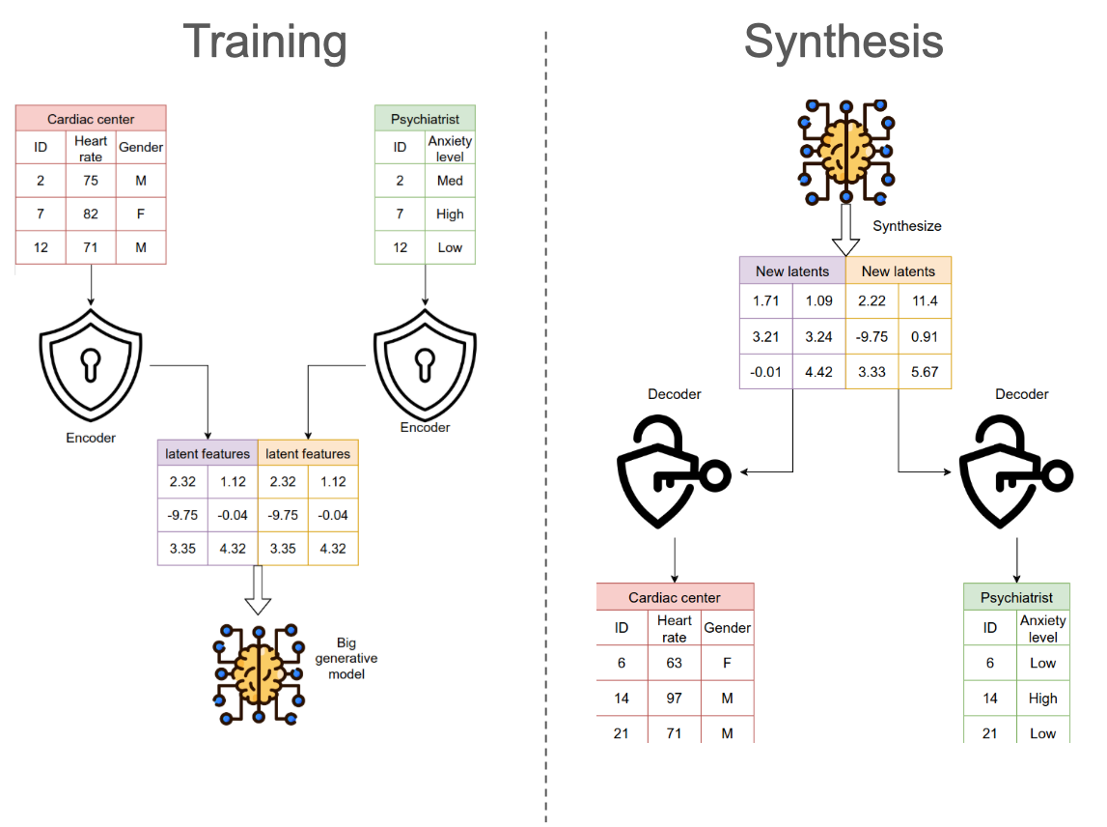 Training
Cardiac center
ID Heart rate Gender
2 75 M
7 82 F
12 71 M
Psychiatrist
ID Anxiety level
2 Med
7 High
12 Low
Encoder
Encoder
latent features latent features
2.32 1.12 2.32 1.12
-9.75 -0.04 -9.75 -0.04
3.35 4.32 3.35 4.32
Big
generative
model
Synthesis
Synthesize
New latents New latents
1.71 1.09 2.22 11.4
3.21 3.24 -9.75 0.91
-0.01 4.42 3.33 5.67
Decoder
Decoder
Cardiac center
ID Heart rate Gender
6 63 F
14 97 M
21 71 M
Psychiatrist
ID Anxiety level
6 Low
14 High
21 Low